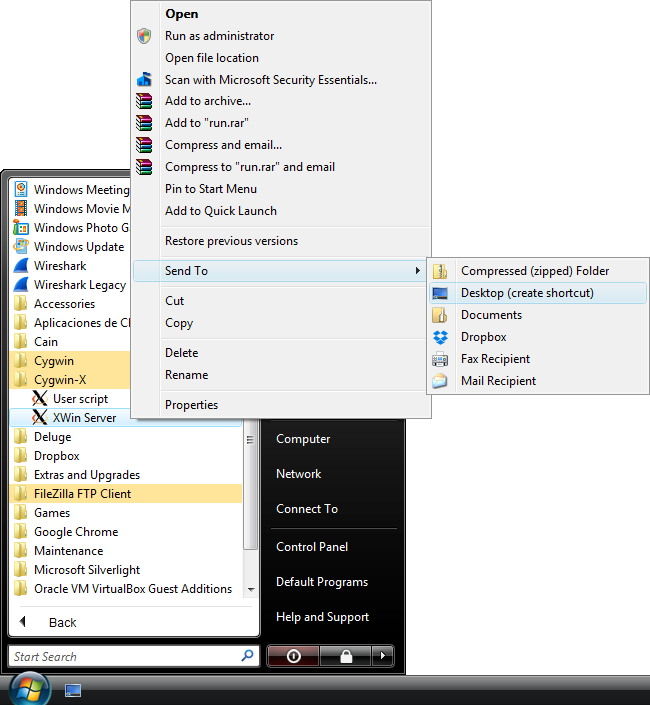 Open
Run as administrator
Open file location
Scan with Microsoft Security Essentials...
Add to archive...
Add to "run.rar"
Compress and email...
Compress to "run.rar" and email
Pin to Start Menu
Add to Quick Launch
Restore previous versions
Send To
Cut
Copy
Delete
Rename
Properties
Compressed (zipped) Folder
Desktop (create shortcut)
Documents
Dropbox
Fax Recipient
Mail Recipient
Windows Meeting
Windows Movie M
Windows Photo G
Windows Update
Wireshark
Wireshark Legacy
Accessories
Aplicaciones de Cl
Cain
Cygwin
Cygwin-X
User script
XWin Server
Deluge
Dropbox
Extras and Upgrades
FileZilla FTP Client
Games
Google Chrome
Maintenance
Microsoft Silverlight
Oracle VM VirtualBox Guest Additions
Back
Start Search
Computer
Network
Connect To
Control Panel
Default Programs
Help and Support